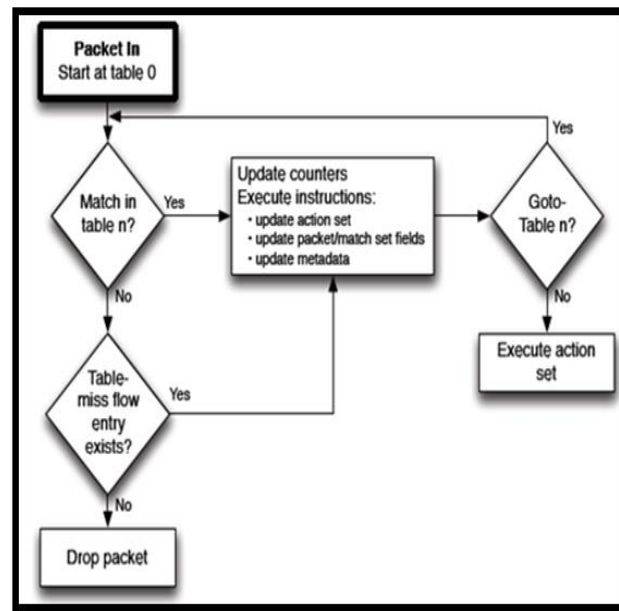 Packet In
Start at table 0
Yes
Match in
table n?
Yes
Update counters
Execute instructions:
• update action set
• update packet/match set fields
• update metadata
Goto-
Table n?
No
No
Execute action
set
Table-
miss flow
entry
exists?
Yes
No
Drop packet